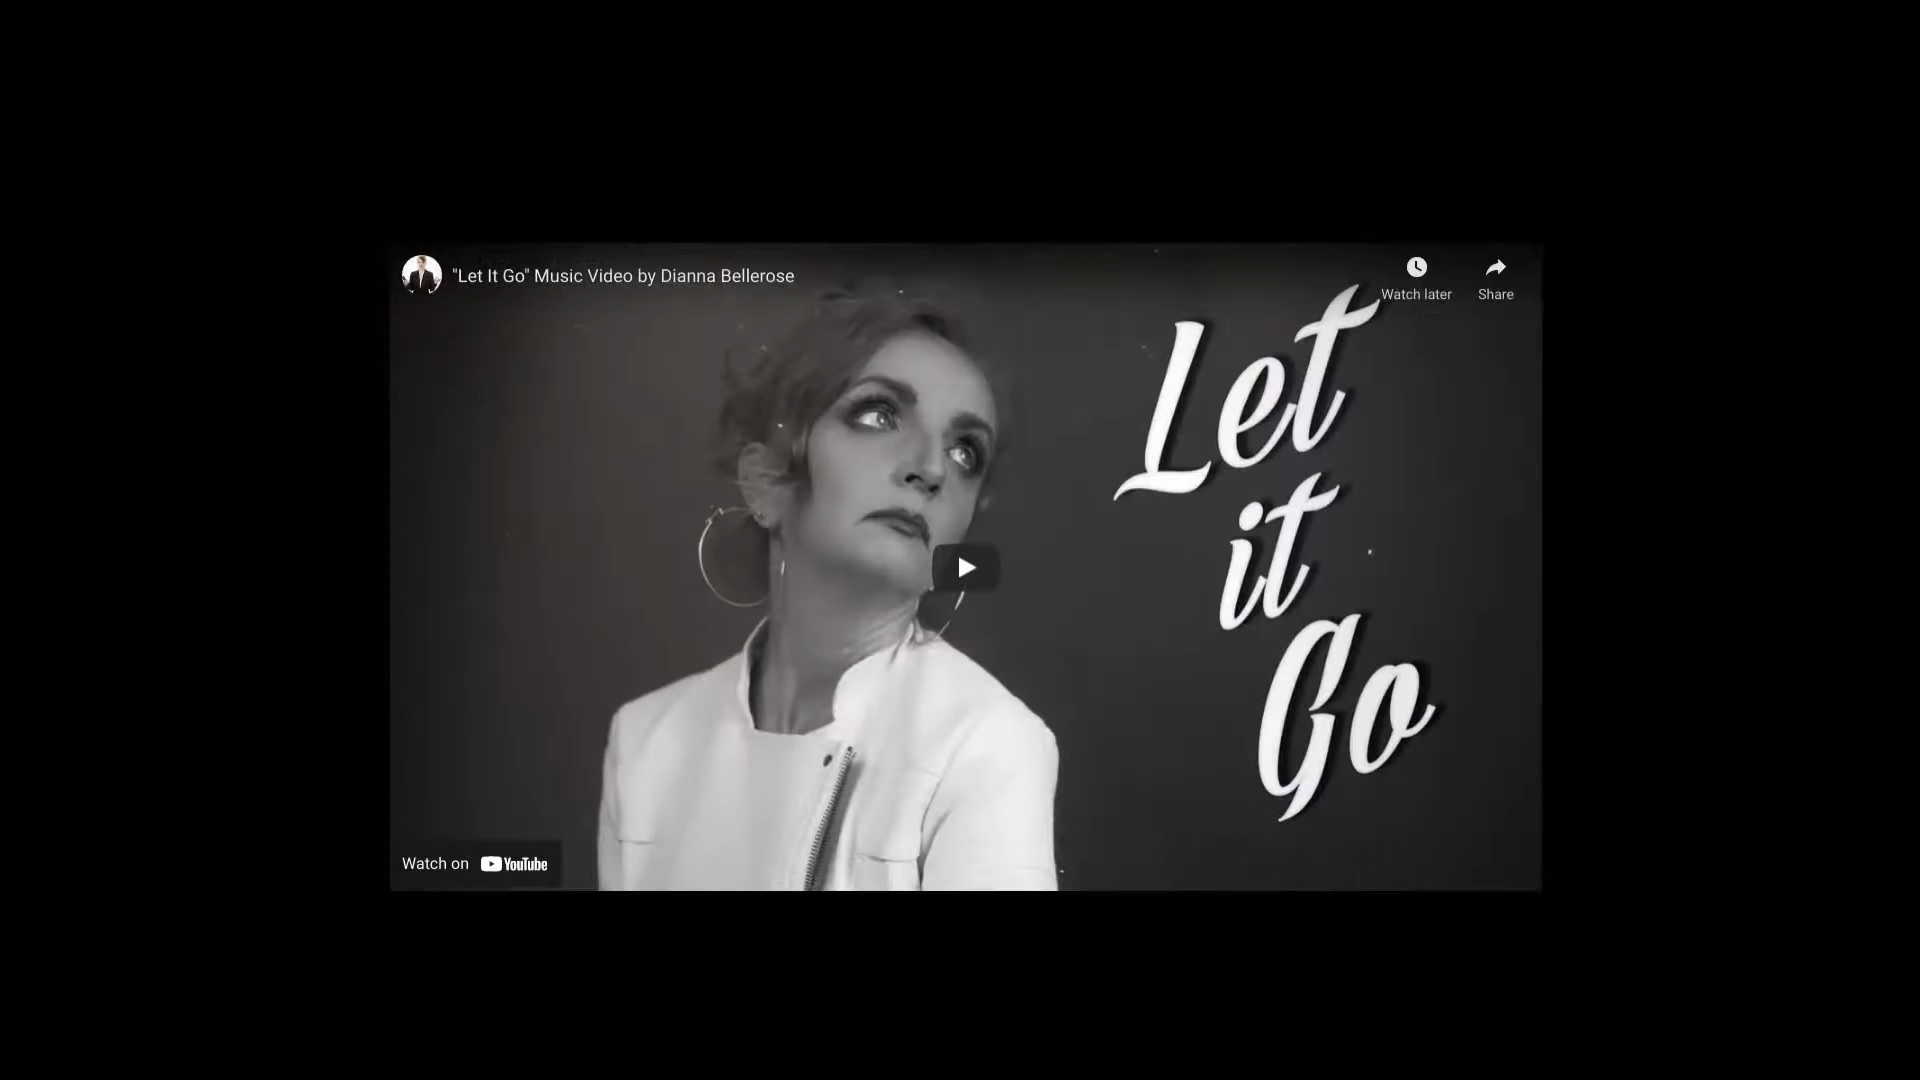 "Let It Go" Music Video by Dianna Bellerose
Watch later
Share
Let
it
Go
Watch on YouTube